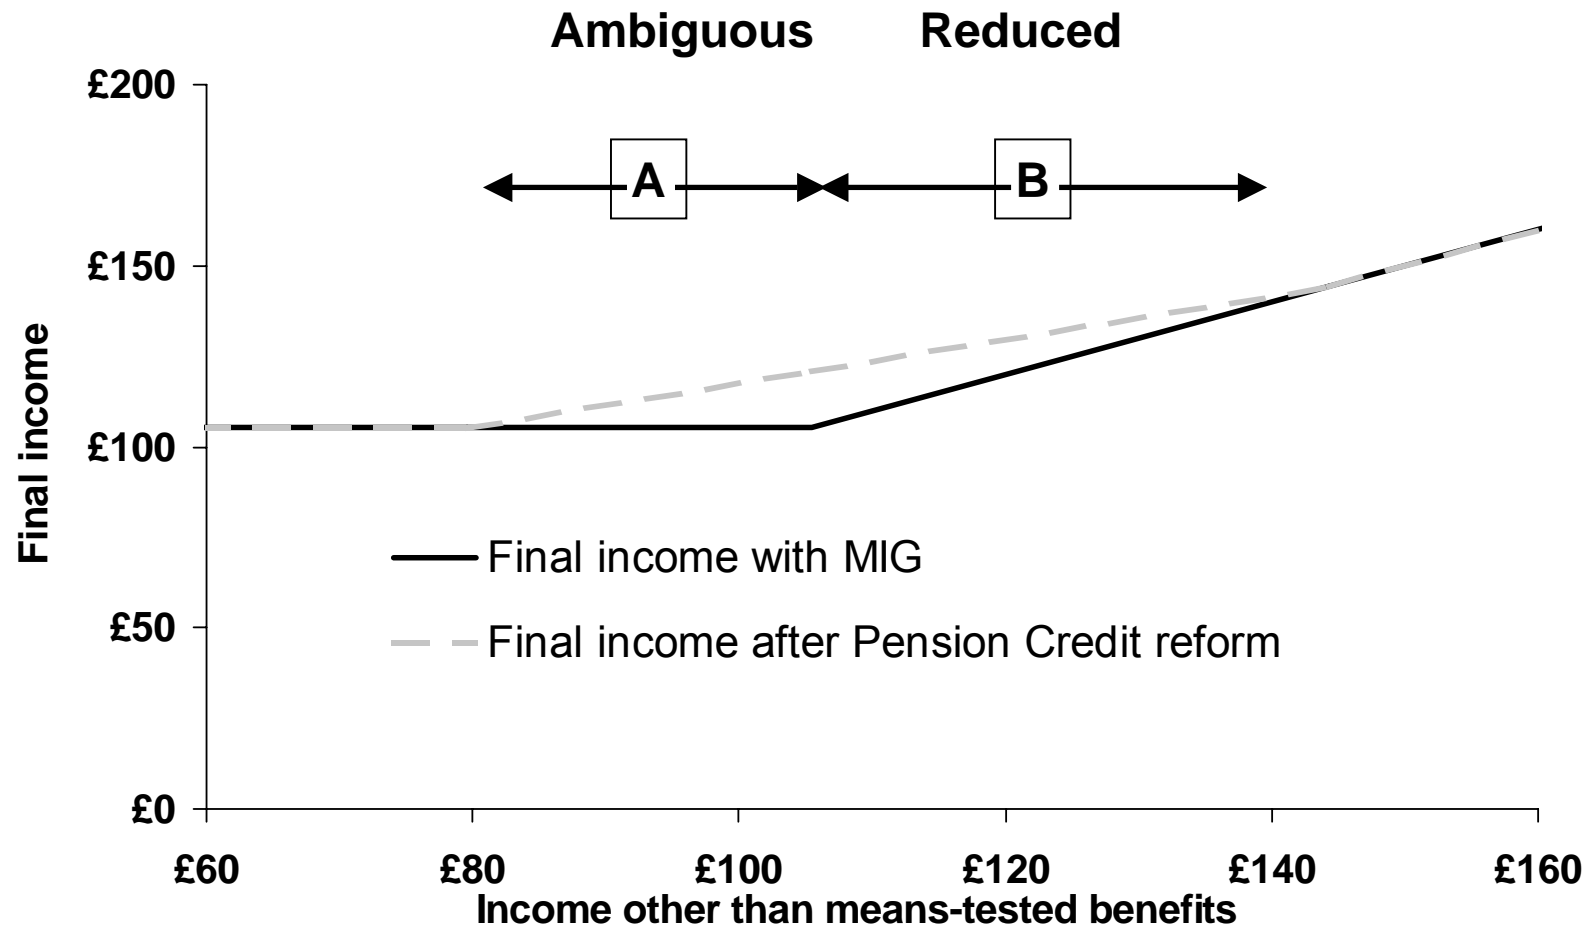 Ambiguous Reduced
£200
A B
£150
£100
Final income
Final income with MIG
£50
Final income after Pension Credit reform
£0
£60 £80 £100 £120 £140 £160
Income other than means-tested benefits